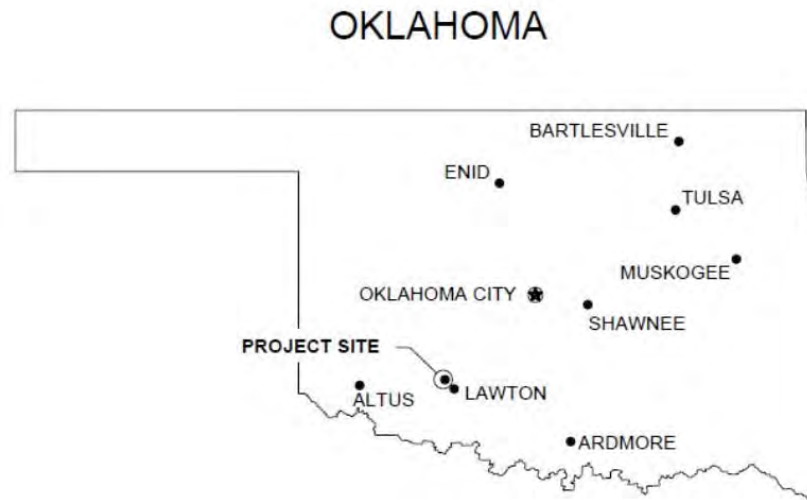 OKLAHOMA
BARTLESVILLE
ENID
TULSA
MUSKOGEE
OKLAHOMA CITY
SHAWNEE
PROJECT SITE
ALTUS
LAWTON
ARDMORE